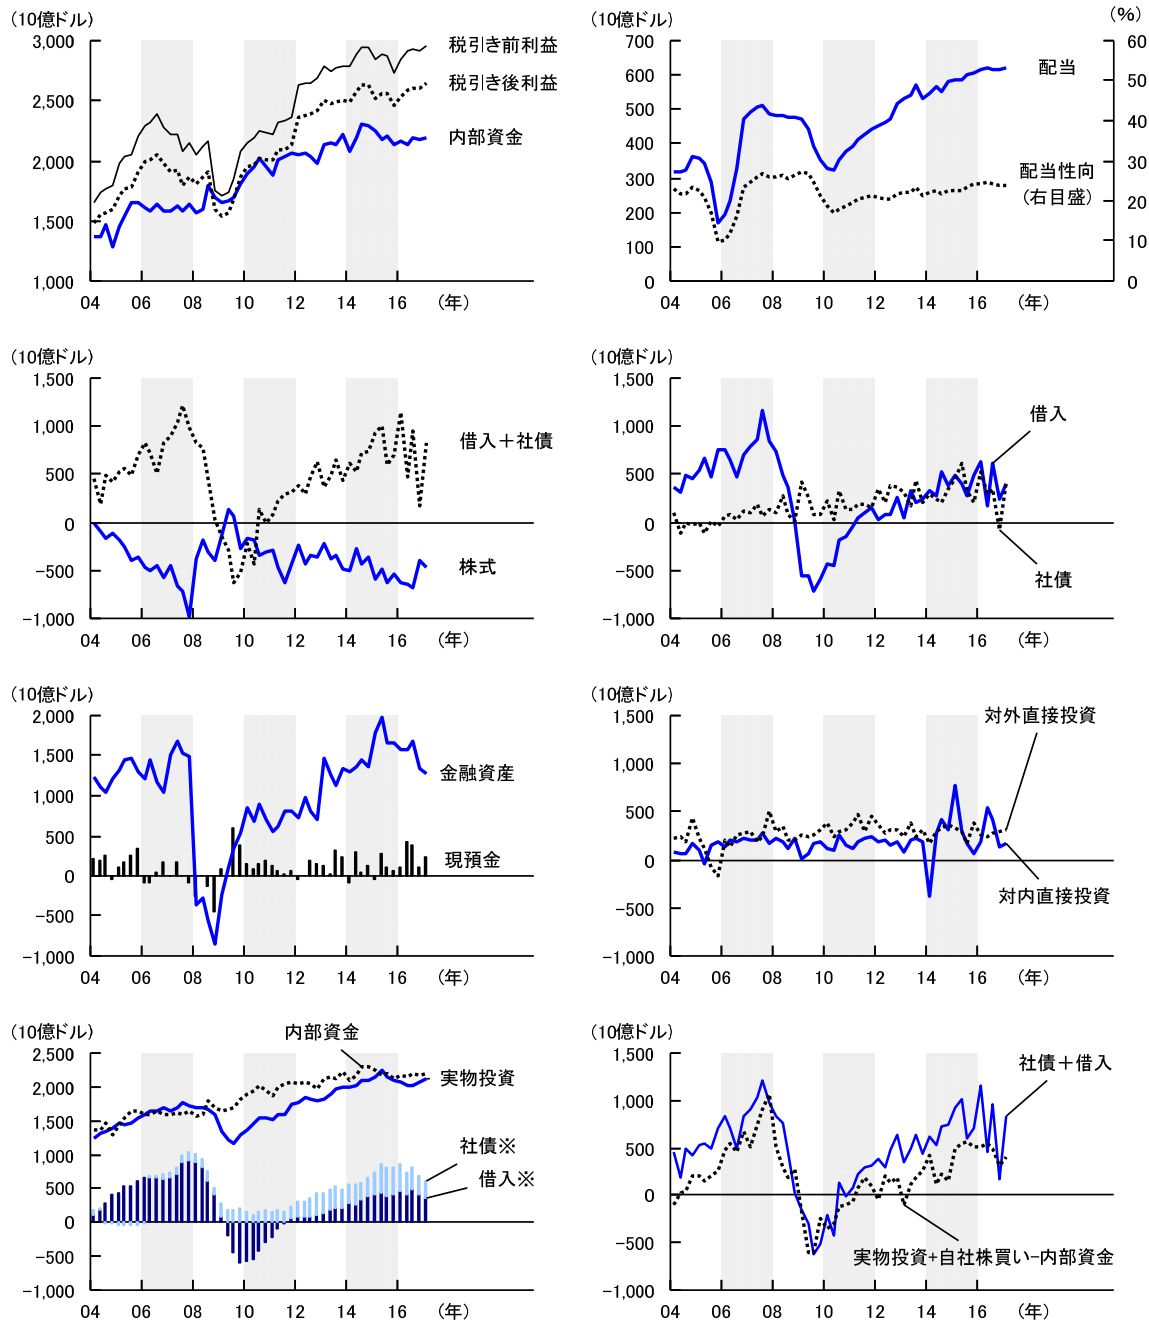 (10億ドル)
3,000
2,500
2,000
1,500
1,000
04 06 08 10 12 14 16 (年)
税引き前利益
税引き後利益
内部資金
(10億ドル)
(%)
700
600
500
400
300
200
100
0
60
50
40
30
20
10
0
04 06 08 10 12 14 16 (年)
配当
配当性向
(右目盛)
(10億ドル)
1,500
1,000
500
0
−500
−1,000
04 06 08 10 12 14 16 (年)
借入+社債
株式
(10億ドル)
1,500
1,000
500
0
−500
−1,000
04 06 08 10 12 14 16 (年)
借入
社債
(10億ドル)
2,000
1,500
1,000
500
0
−500
−1,000
04 06 08 10 12 14 16 (年)
金融資産
現預金
(10億ドル)
1,500
1,000
500
0
−500
−1,000
04 06 08 10 12 14 16 (年)
対外直接投資
対内直接投資
(10億ドル)
2,500
2,000
1,500
1,000
500
0
−500
−1,000
04 06 08 10 12 14 16 (年)
内部資金
実物投資
社債※
借入※
(10億ドル)
1,500
1,000
500
0
−500
−1,000
04 06 08 10 12 14 16 (年)
社債+借入
実物投資+自社株買い−内部資金